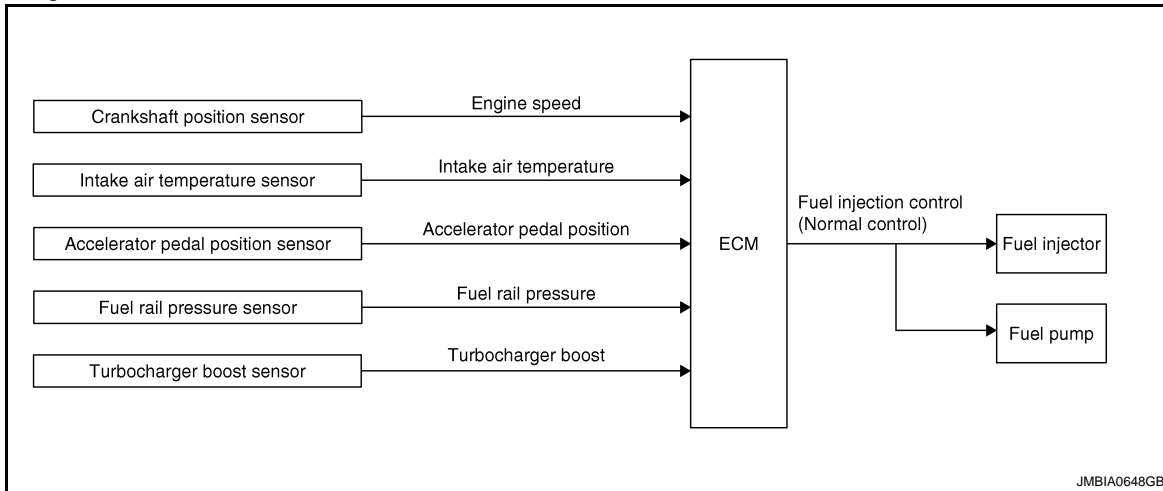 Crankshaft position sensor
Engine speed
Intake air temperature sensor
Intake air temperature
Accelerator pedal position sensor
Accelerator pedal position
Fuel rail pressure sensor
Fuel rail pressure
Turbocharger boost sensor
Turbocharger boost
ECM
Fuel injection control
(Normal control)
Fuel injector
Fuel pump
JMBIA0648GB